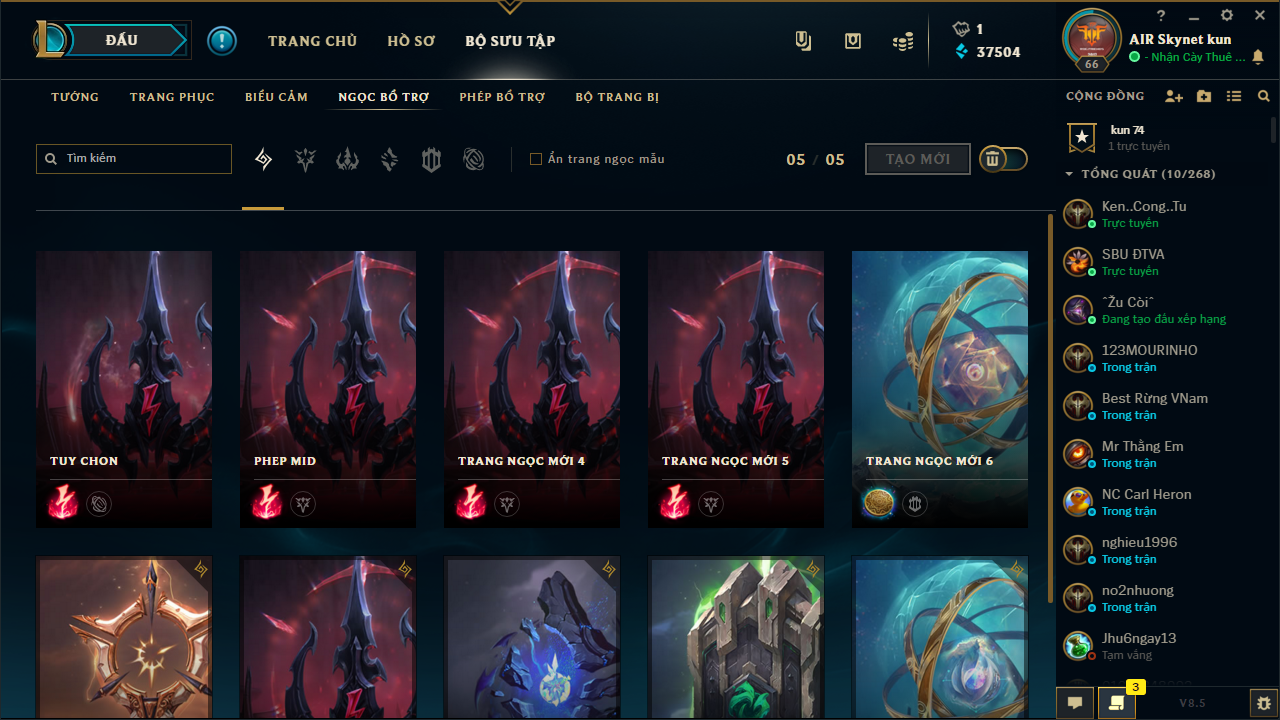 ĐẤU
TRANG CHỦ
HỒ SƠ
BỘ SƯU TẬP
1
37504
66
AIR Skynet kun
- Nhận Cày Thuê ...
TƯỚNG
TRANG PHỤC
BIỂU CẢM
NGỌC BỔ TRỢ
PHÉP BỔ TRỢ
BỘ TRANG BỊ
CỘNG ĐỒNG
Tìm kiếm
Ẩn trang ngọc mẫu
05 / 05
TẠO MỚI
kun 74
1 trực tuyến
TỔNG QUÁT (10/268)
Ken..Cong..Tu
Trực tuyến
SBU ĐTVA
Trực tuyến
ˆŽu Còiˆ
Đang tạo đấu xếp hạng
123MOURINHO
Trong trận
Best Rừng VNam
Trong trận
Mr Thằng Em
Trong trận
NC Carl Heron
Trong trận
nghieu1996
Trong trận
no2nhuong
Trong trận
Jhu6ngay13
Tạm vắng
TUY CHON
PHEP MID
TRANG NGỌC MỚI 4
TRANG NGỌC MỚI 5
TRANG NGỌC MỚI 6
3
V8.5